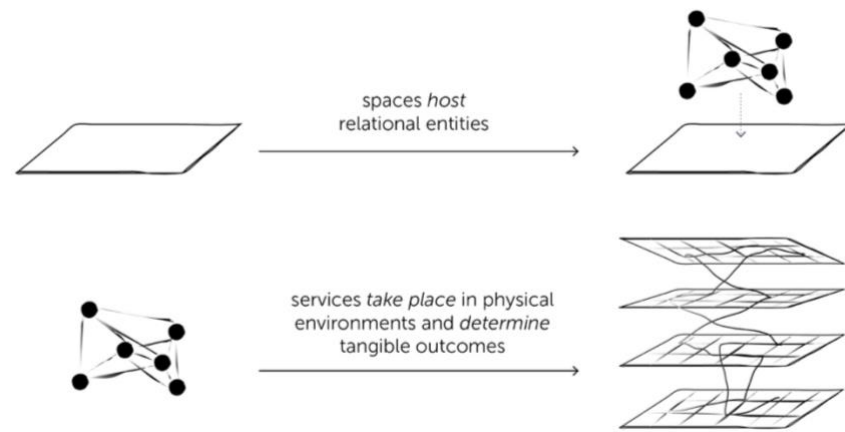 spaces host
relational entities
services take place in physical
environments and determine
tangible outcomes